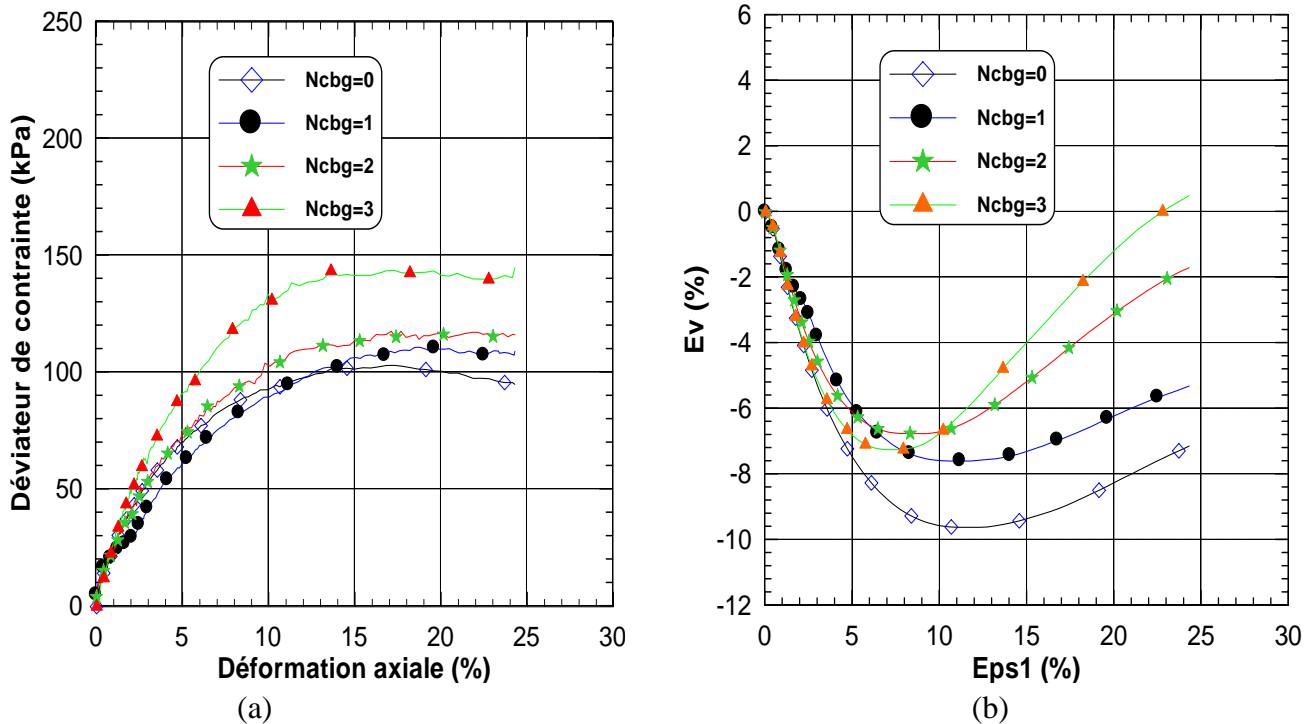 250
200
150
100
50
0
0 5 10 15 20 25 30
Déviateur de contrainte (kPa)
Déformation axiale (%)
Ncbg=0
Ncbg=1
Ncbg=2
Ncbg=3
(a)
6
4
2
0
-2
-4
-6
-8
-10
-12
0 5 10 15 20 25 30
Ev (%)
Eps1 (%)
Ncbg=0
Ncbg=1
Ncbg=2
Ncbg=3
(b)